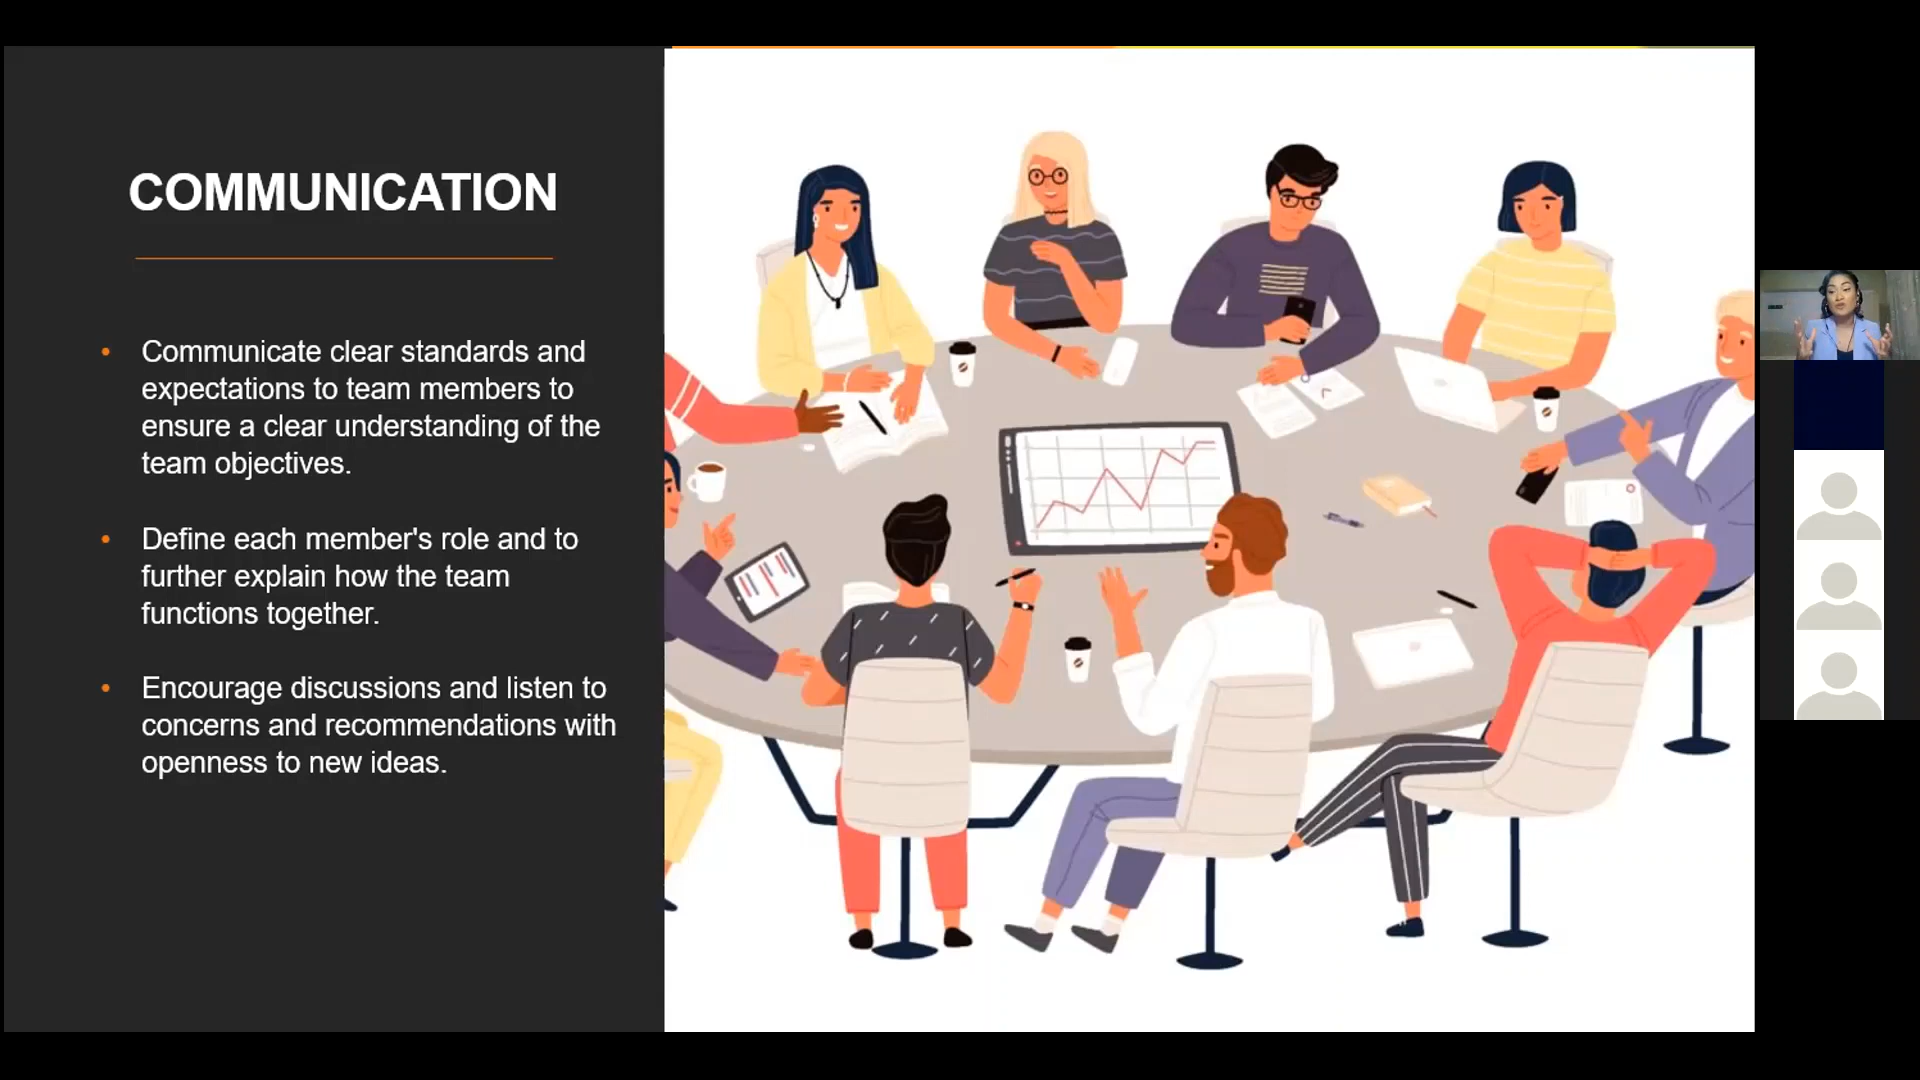 COMMUNICATION
Communicate clear standards and
expectations to team members to
ensure a clear understanding of the
team objectives.
Define each member's role and to
further explain how the team
functions together.
Encourage discussions and listen to
concerns and recommendations with
openness to new ideas.